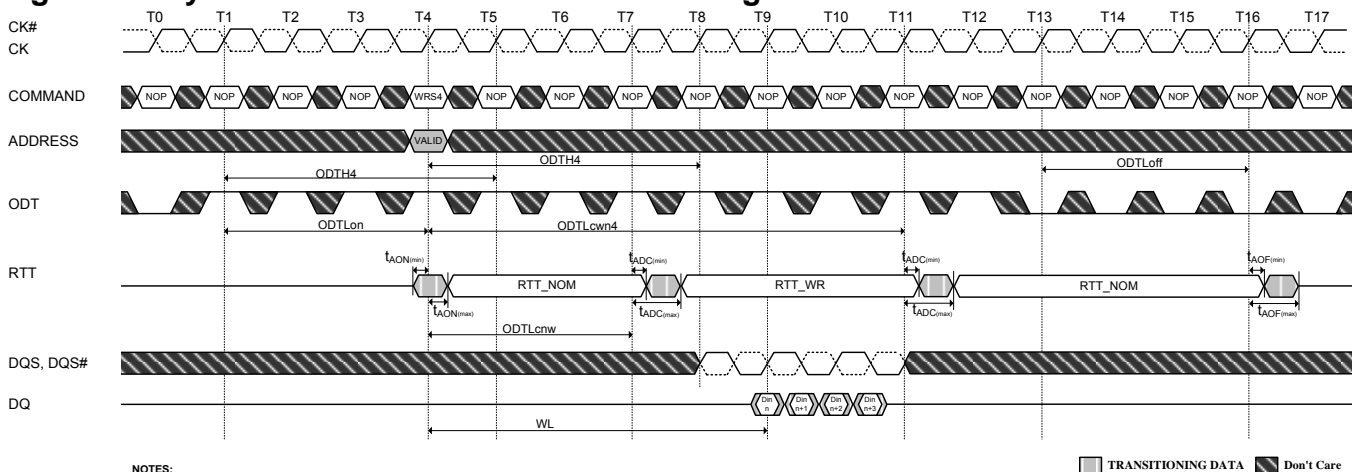 T0 T1 T2 T3 T4 T5 T6 T7 T8 T9 T10 T11 T12 T13 T14 T15 T16 T17
CK#
CK
COMMAND NOP NOP NOP NOP WRS4 NOP NOP NOP NOP NOP NOP NOP NOP NOP NOP NOP NOP NOP
ADDRESS VALID
ODTH4 ODTLoff
ODTH4
ODT
ODTLon ODTLcwn4
tAON(min) tADC(min) tADC(min) tAOF(min)
RTT RTT_NOM RTT_WR RTT_NOM
tAON(max) tADC(max) tADC(max) tAOF(max)
ODTLcnw
DQS, DQS#
DQ Din n Din n+1 Din n+2 Din n+3
WL
NOTES: TRANSITIONING DATA Don't Care